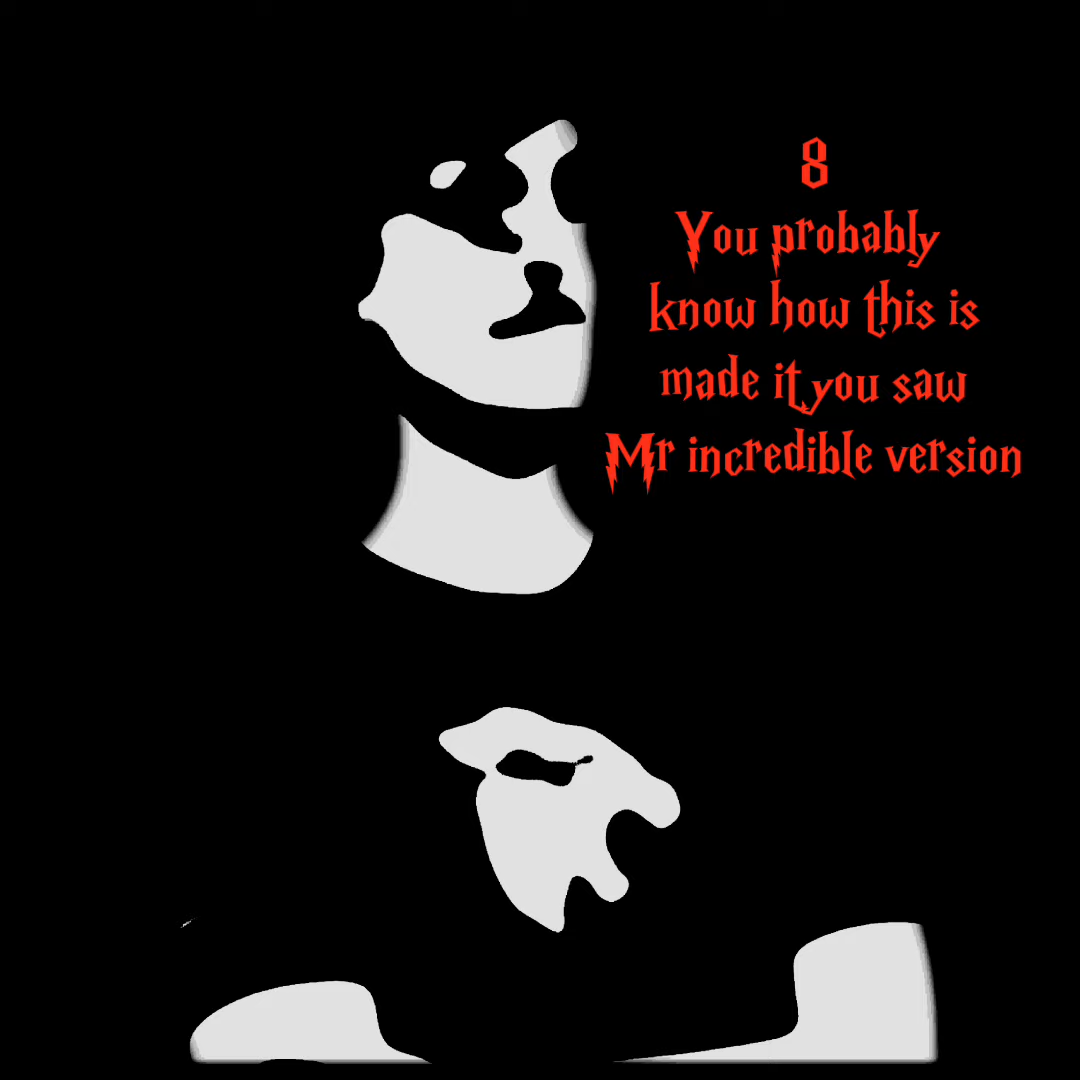 8
You probably
know how this is
made it you saw
Mr incredible version